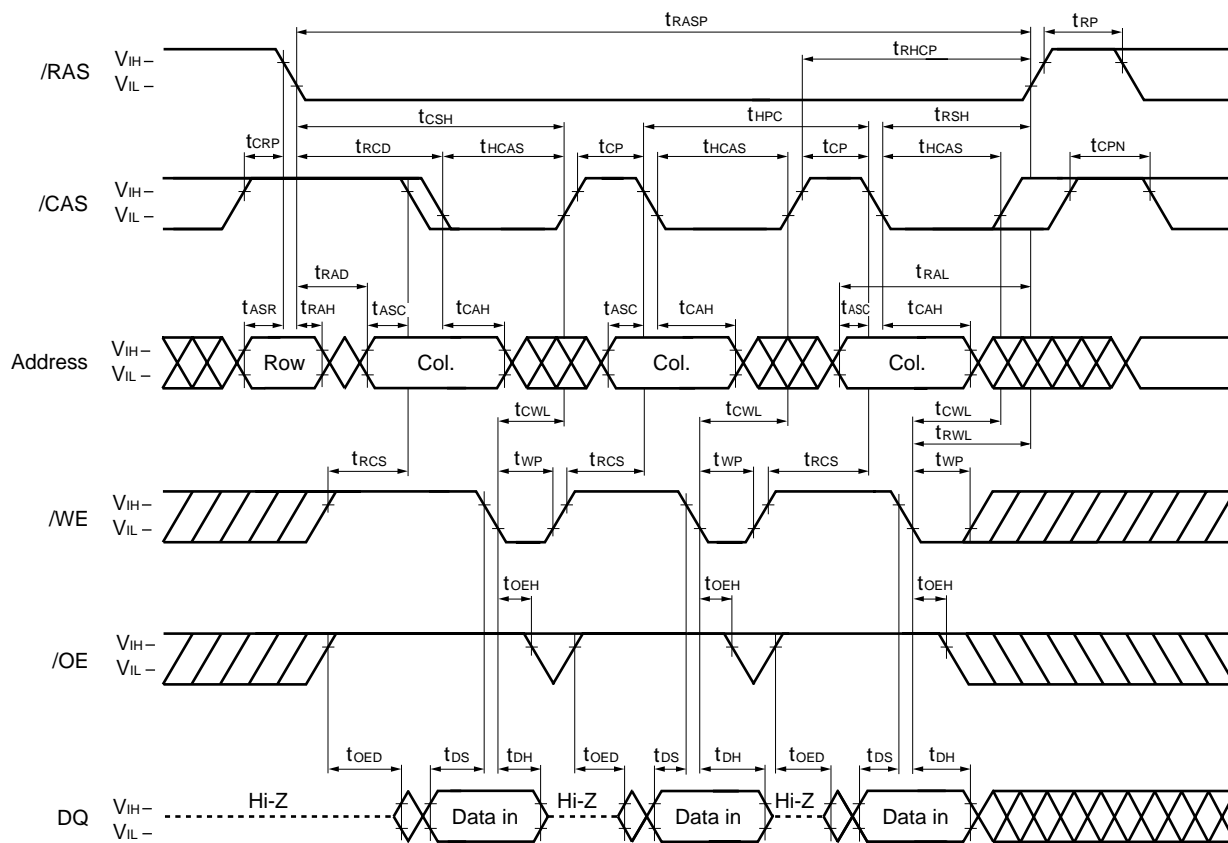 tRASP
tRP
tRHCP
/RAS
VIH –
VIL –
tCSH
tHPC
tRSH
tCRP
tRCD
tHCAS
tCP
tHCAS
tCP
tHCAS
tCPN
/CAS
VIH –
VIL –
tRAD
tRAL
tASR
tRAH
tASC
tCAH
tASC
tCAH
tASC
tCAH
Address
VIH –
VIL –
Row
Col.
Col.
Col.
tCWL
tCWL
tCWL
tRWL
tRCS
tWP
tRCS
tWP
tRCS
tWP
/WE
VIH –
VIL –
tOEH
tOEH
tOEH
/OE
VIH –
VIL –
tOED
tDS
tDH
tOED
tDS
tDH
tOED
tDS
tDH
DQ
VIH –
VIL –
Hi-Z
Data in
Hi-Z
Data in
Hi-Z
Data in